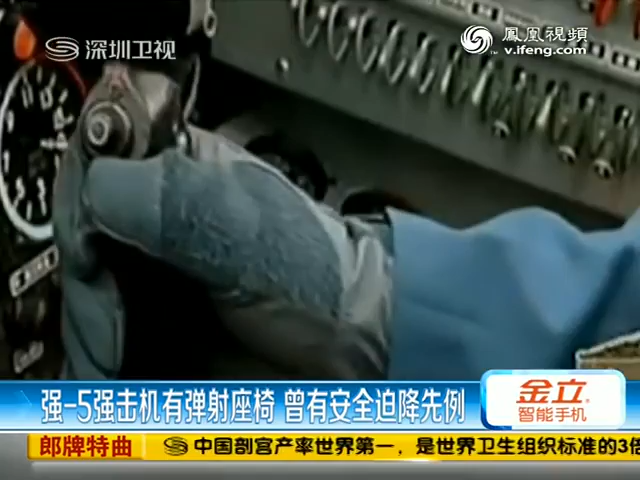 深圳卫视
凤凰视频
v.ifeng.com
强-5强击机有弹射座椅 曾有安全迫降先例
金立
智能手机
郎牌特曲
中国剖宫产率世界第一，是世界卫生组织标准的3倍